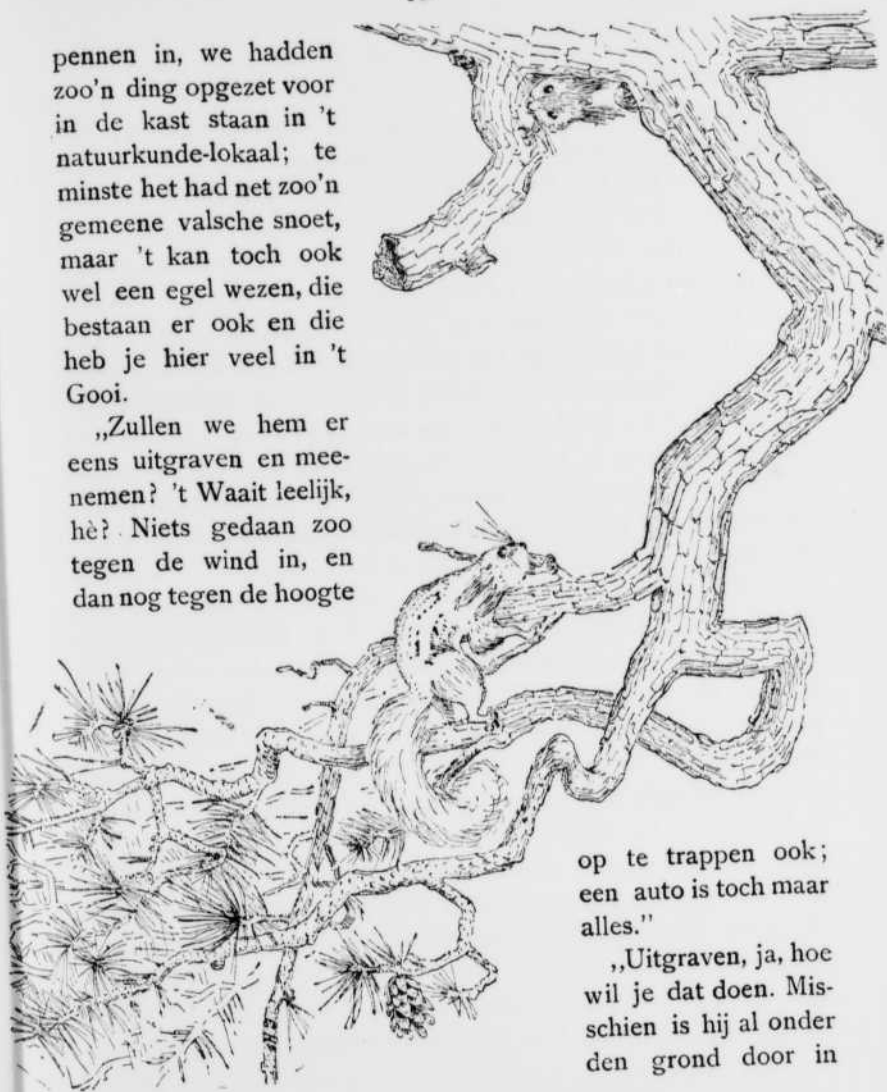 pennen in, we hadden
zoo'n ding opgezet voor
in de kast staan in 't
natuurkunde-lokaal; te
minste het had net zoo'n
gemeene valsche snoet,
maar 't kan toch ook
wel een egel wezen, die
bestaan er ook en die
heb je hier veel in 't
Gooi.
„Zullen we hem er
eens uitgraven en mee-
nemen? 't Waait leelijk,
hè? Niets gedaan zoo
tegen de wind in, en
dan nog tegen de hoogte
op te trappen ook;
een auto is toch maar
alles.”
„Uitgraven, ja, hoe
wil je dat doen. Mis-
schien is hij al onder
den grond door in